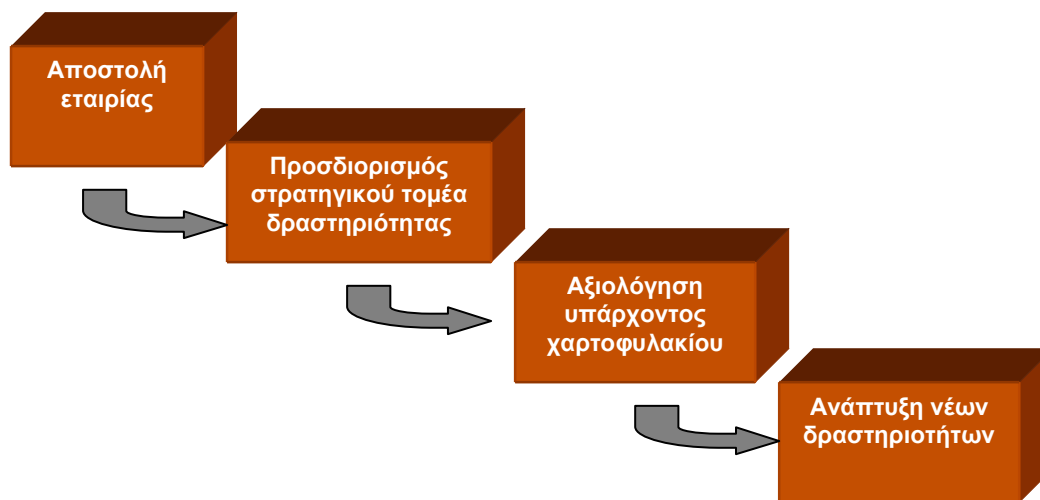 Αποστολή
εταιρίας
Προσδιορισμός
στρατηγικού τομέα
δραστηριότητας
Αξιολόγηση
υπάρχοντος
χαρτοφυλακίου
Ανάπτυξη νέων
δραστηριοτήτων